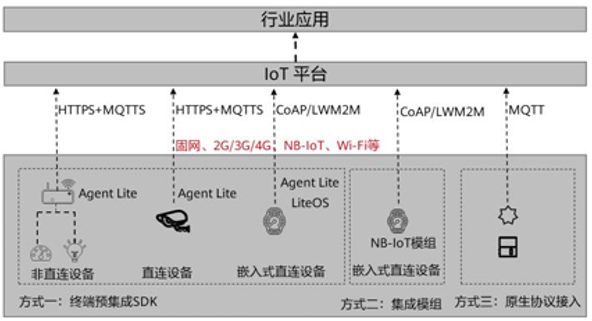 行业应用
IoT 平台
HTTPS+MQTTS
HTTPS+MQTTS
CoAP/LWM2M
CoAP/LWM2M
MQTT
固网、2G/3G/4G、NB-IoT、Wi-Fi等
Agent Lite
Agent Lite
Agent Lite
LiteOS
NB-IoT模组
非直连设备
直连设备
嵌入式直连设备
嵌入式直连设备
方式一：终端预集成SDK
方式二：集成模组
方式三：原生协议接入